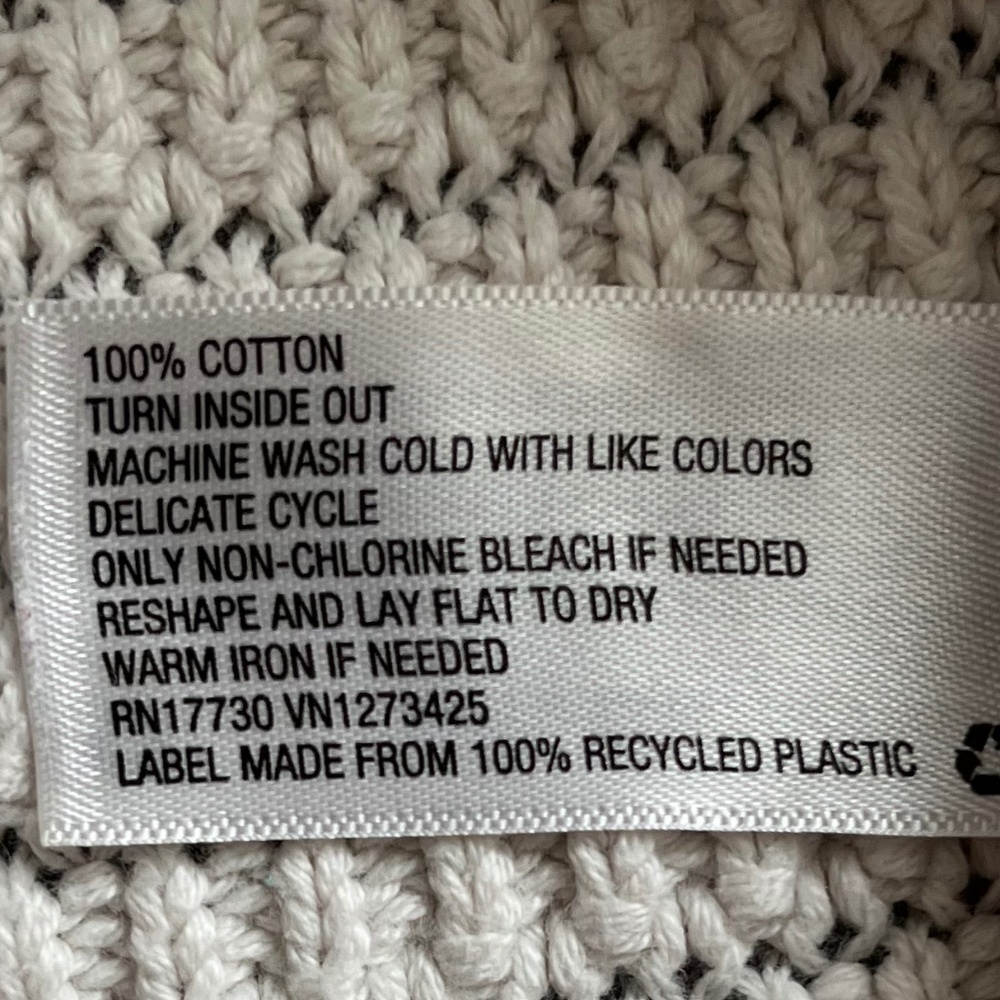 100% COTTON
TURN INSIDE OUT
MACHINE WASH COLD WITH LIKE COLORS
DELICATE CYCLE
ONLY NON-CHLORINE BLEACH IF NEEDED
RESHAPE AND LAY FLAT TO DRY
WARM IRON IF NEEDED
RN17730 VN1273425
LABEL MADE FROM 100% RECYCLED PLASTIC